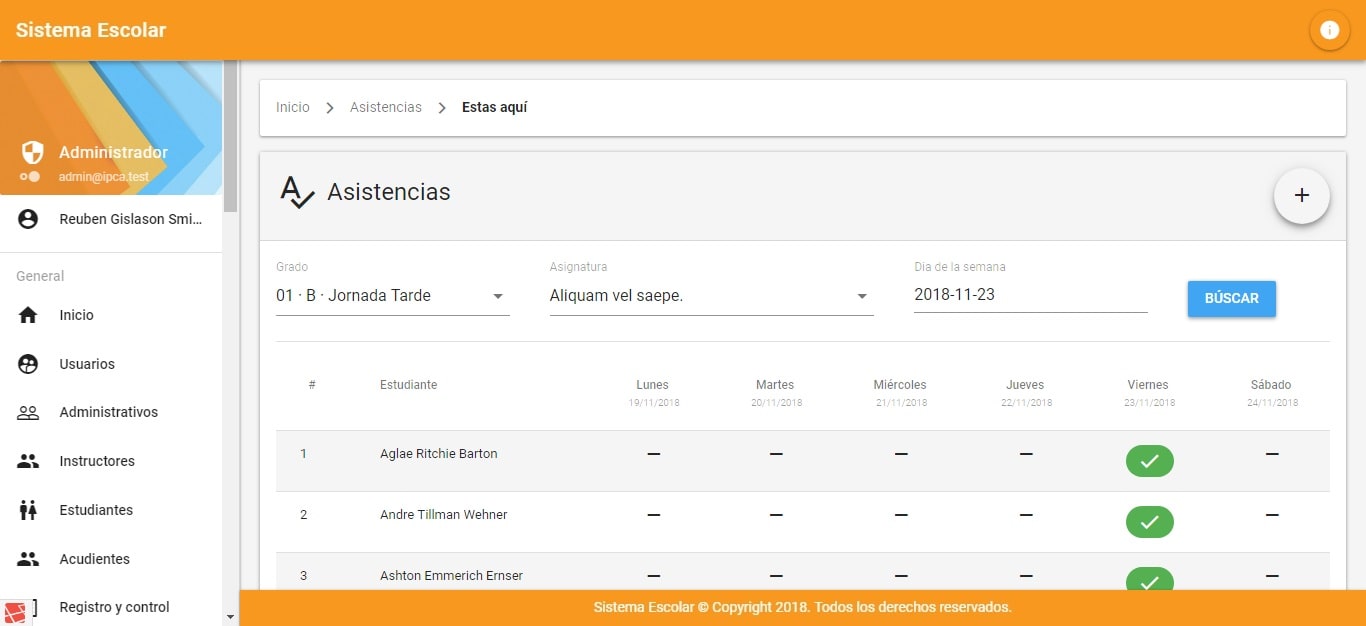 Sistema Escolar
Administrador
admin@ipca.test
Reuben Gislason Smi...
General
Inicio
Usuarios
Administrativos
Instructores
Estudiantes
Acudientes
Registro y control
Inicio Asistencias Estas aquí
Asistencias
Grado Asignatura Dia de la semana
01 · B · Jornada Tarde Aliquam vel saepe. 2018-11-23 BÚSCAR
# Estudiante Lunes Martes Miércoles Jueves Viernes Sábado
19/11/2018 20/11/2018 21/11/2018 22/11/2018 23/11/2018 24/11/2018
1 Aglae Ritchie Barton — — — — —
2 Andre Tillman Wehner — — — — —
3 Ashton Emmerich Ernser — — — — —
Sistema Escolar © Copyright 2018. Todos los derechos reservados.